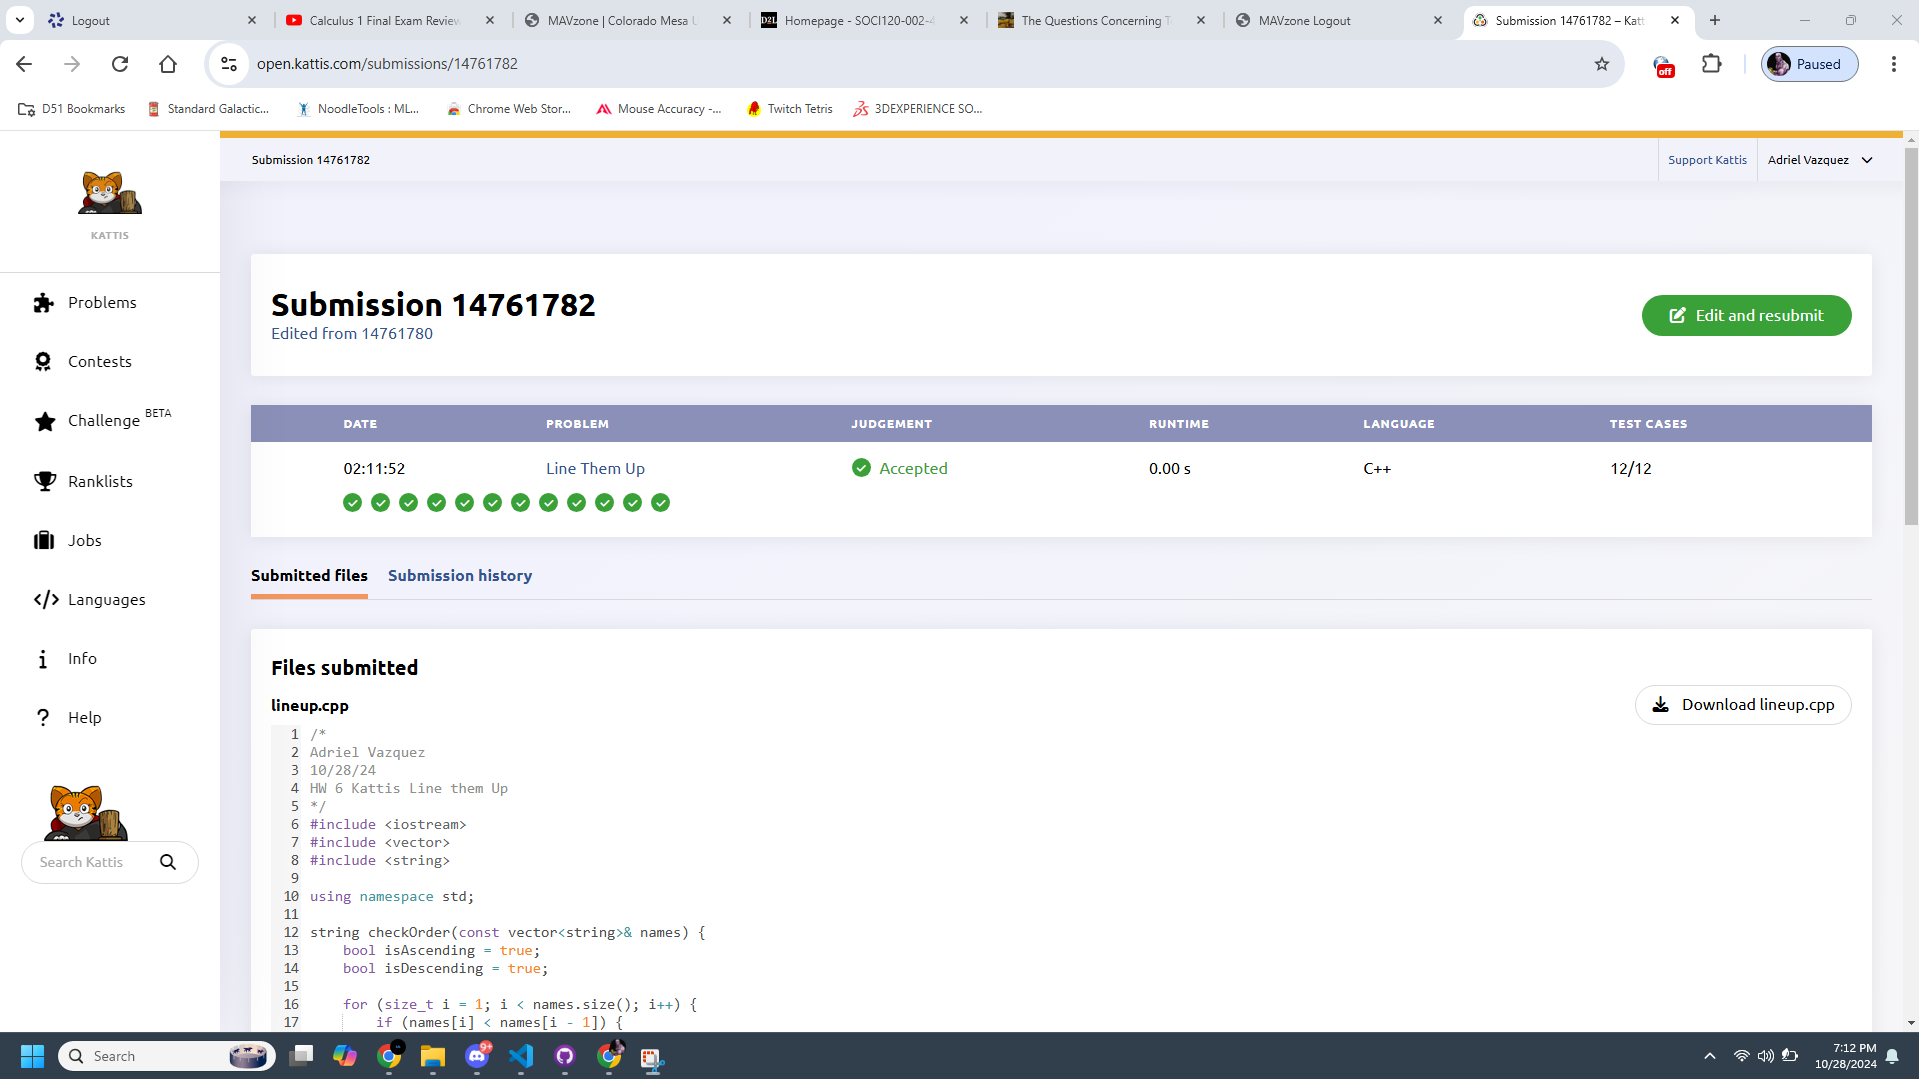 Logout
Calculus 1 Final Exam Review
MAVzone | Colorado Mesa U
Homepage - SOCI120-002-4
The Questions Concerning T
MAVzone Logout
Submission 14761782 – Katt
open.kattis.com/submissions/14761782
off
Paused
D51 Bookmarks
Standard Galactic...
NoodleTools : ML...
Chrome Web Stor...
Mouse Accuracy -...
Twitch Tetris
3DEXPERIENCE SO...
Submission 14761782
Support Kattis
Adriel Vazquez
KATTIS
Problems
Contests
Challenge BETA
Ranklists
Jobs
Languages
Info
Help
Search Kattis
Submission 14761782
Edited from 14761780
Edit and resubmit
DATE PROBLEM JUDGEMENT RUNTIME LANGUAGE TEST CASES
02:11:52 Line Them Up Accepted 0.00 s C++ 12/12
Submitted files Submission history
Files submitted
lineup.cpp
Download lineup.cpp
1 /*
2 Adriel Vazquez
3 10/28/24
4 HW 6 Kattis Line them Up
5 */
6 #include <iostream>
7 #include <vector>
8 #include <string>
9
10 using namespace std;
11
12 string checkOrder(const vector<string>& names) {
13 bool isAscending = true;
14 bool isDescending = true;
15
16 for (size_t i = 1; i < names.size(); i++) {
17 if (names[i] < names[i - 1]) {
Search
9+
7:12 PM
10/28/2024